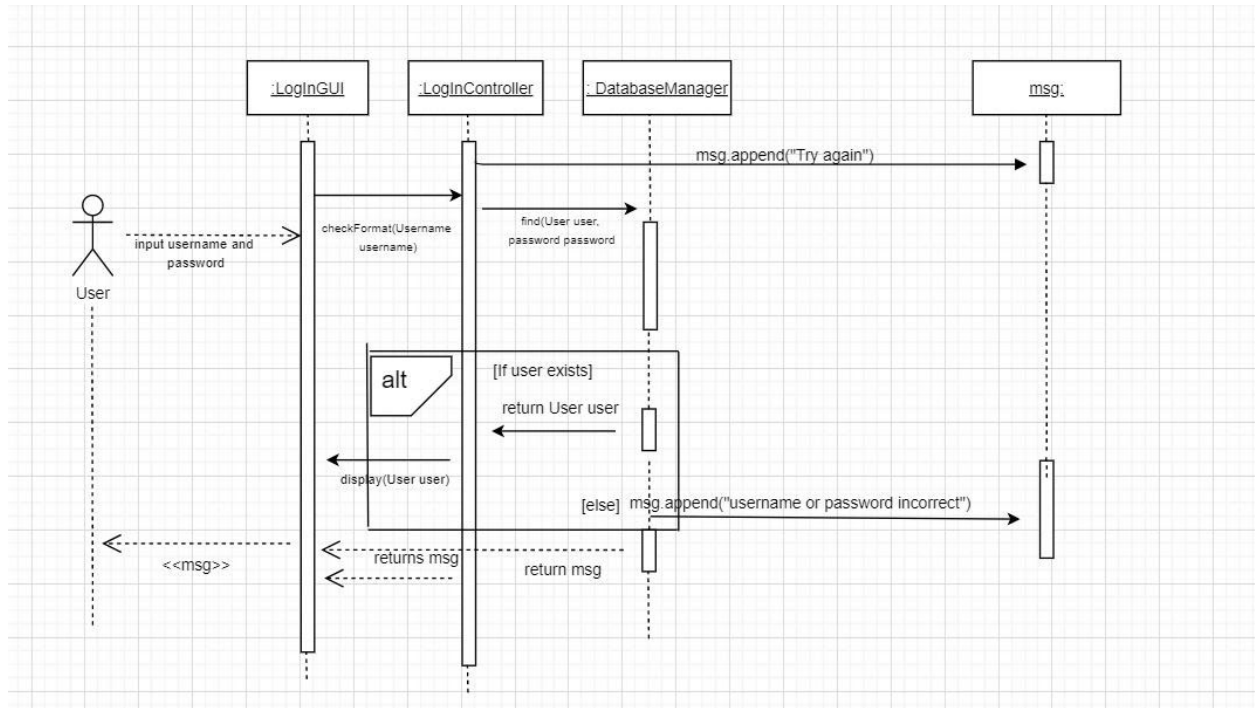 :LogInGUI
:LogInController
: DatabaseManager
msg:
msg.append("Try again")
checkFormat(Username
username)
find(User user,
password password
input username and
password
User
alt
[If user exists]
return User user
display(User user)
[else]
msg.append("username or password incorrect")
<<msg>>
returns msg
return msg